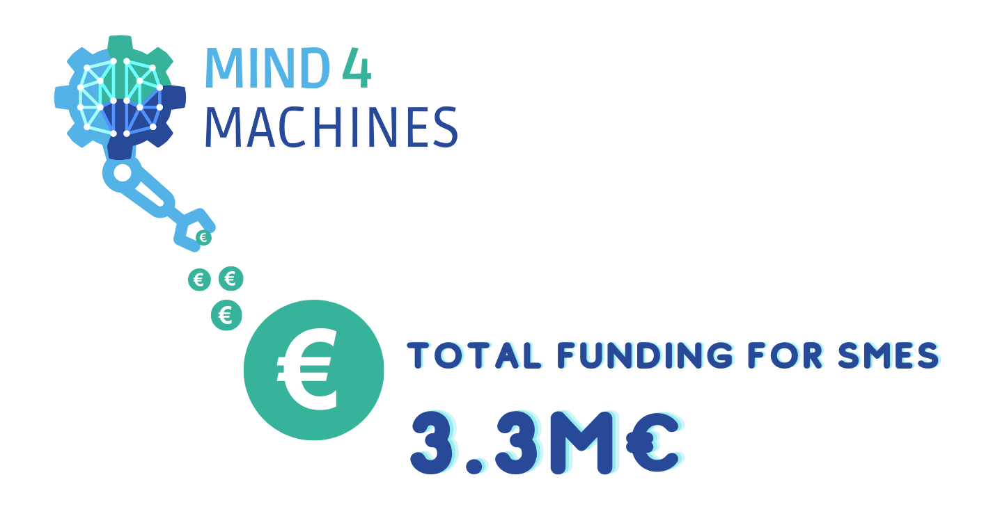 MIND 4
MACHINES
€
€
€
€
€
TOTAL FUNDING FOR SMES
3.3M€